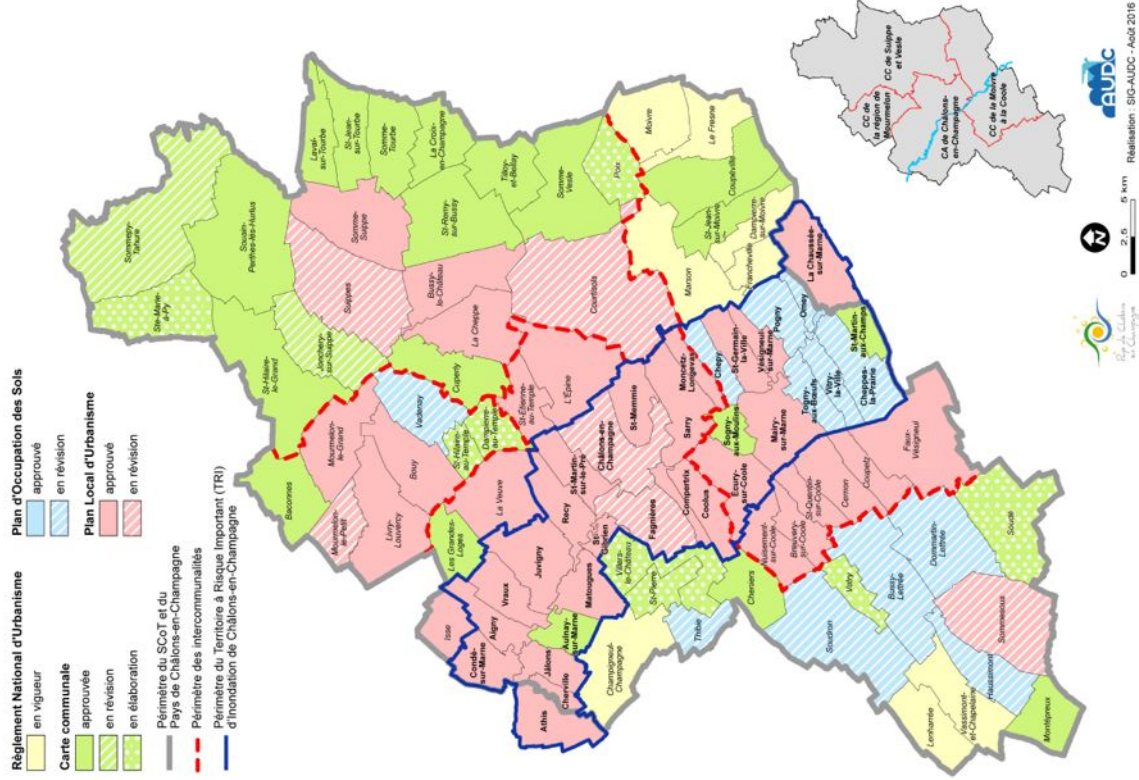 Règlement National d'Urbanisme
en vigueur
Carte communale
approuvée
en révision
en élaboration
Plan d'Occupation des Sols
approuvé
en révision
Plan Local d'Urbanisme
approuvé
en révision
Périmètre du SCoT et du
Pays de Châlons-en-Champagne
Périmètre des intercommunalités
Périmètre du Territoire à Risque Important (TRI)
d'Inondation de Châlons-en-Champagne
Sommepy-
Tahure
Ste-Marie-
à-Py
Souain-
Perthes-lès-Hurlus
St-Hilaire-
le-Grand
Jonchery-
sur-Suippe
Suippes
Somme-
Suippe
Laval-
sur-Tourbe
St-Jean-
sur-Tourbe
Somme-
Tourbe
La Croix-
en-Champagne
St-Remy-
sur-Bussy
Tilloy-
et-Bellay
Somme-
Vesle
Poix
Moivre
Le Fresne
Coupéville
St-Jean-
sur-Moivre
Dampierre-
sur-Moivre
Francheville
Marson
Courtisols
Bussy-
le-Château
La Cheppe
Cuperly
Vadenay
St-Hilaire-
au-Temple
Dampierre-
au-Temple
St-Étienne-
au-Temple
L'Épine
Baconnes
Mourmelon-
le-Grand
Mourmelon-
le-Petit
Livry-
Louvercy
Bouy
La Veuve
Les Grandes-
Loges
Isse
Condé-
sur-Marne
Aigny
Vraux
Juvigny
Recy
St-Martin-
sur-le-Pré
Châlons-en-
Champagne
St-Memmie
Moncetz-
Longevas
Sarry
Compertrix
Coolus
Fagnières
St-
Gibrien
Matougues
Aulnay-
sur-Marne
Jâlons
Cherville
Athis
Champigneul-
Champagne
Villers-
le-Château
St-Pierre
Thibie
Cheniers
Nuisement-
sur-Coole
Écury-
sur-Coole
Breuvery-
sur-Coole
St-Quentin-
sur-Coole
Cernon
Coupetz
Faux-
Vésigneul
Mairy-
sur-Marne
Sogny-
aux-Moulins
Chepy
St-Germain-
la-Ville
Vésigneul-
sur-Marne
Pogny
Omey
Togny-
aux-Bœufs
Vitry-
la-Ville
Cheppes-
la-Prairie
St-Martin-
aux-Champs
La Chaussée-
sur-Marne
Soudron
Vatry
Bussy-
Lettrée
Dommartin-
Lettrée
Soudé
Sommesous
Haussimont
Lenharrée
Vassimont-
et-Chapelaine
Montépreux
Pays de Châlons
en Champagne
N
0 2,5 5 km
CC de
la région de
Mourmelon
CC de Suippe
et Vesle
CA de Châlons-
en-Champagne
CC de la Moivre
à la Coole
AUDC
Réalisation : SIG-AUDC - Août 2016